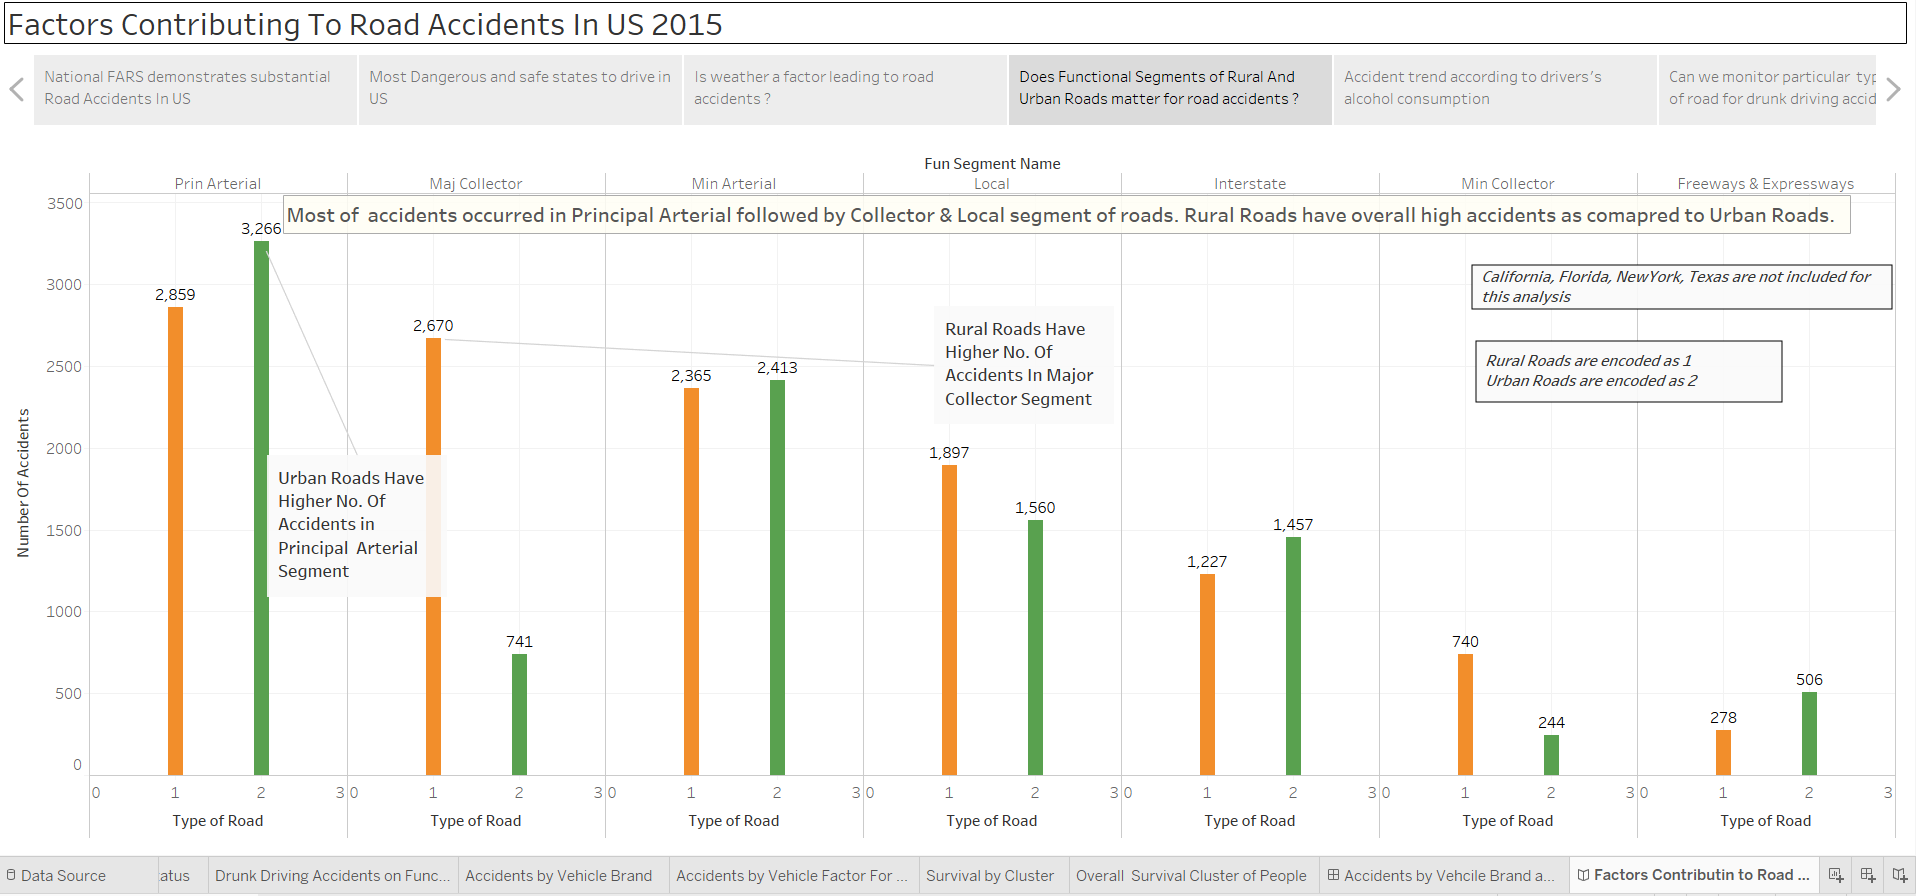 Factors Contributing To Road Accidents In US 2015
National FARS demonstrates substantial
Road Accidents In US
Most Dangerous and safe states to drive in
US
Is weather a factor leading to road
accidents ?
Does Functional Segments of Rural And
Urban Roads matter for road accidents ?
Accident trend according to drivers's
alcohol consumption
Can we monitor particular typ
of road for drunk driving accid
Fun Segment Name
Prin Arterial
Maj Collector
Min Arterial
Local
Interstate
Min Collector
Freeways & Expressways
Most of accidents occurred in Principal Arterial followed by Collector & Local segment of roads. Rural Roads have overall high accidents as comapred to Urban Roads.
California, Florida, NewYork, Texas are not included for
this analysis
Rural Roads are encoded as 1
Urban Roads are encoded as 2
Rural Roads Have
Higher No. Of
Accidents In Major
Collector Segment
Urban Roads Have
Higher No. Of
Accidents in
Principal Arterial
Segment
Number Of Accidents
3500
3000
2500
2000
1500
1000
500
0
2,859
3,266
2,670
741
2,365
2,413
1,897
1,560
1,227
1,457
740
244
278
506
0 1 2 3
0 1 2 3
0 1 2 3
0 1 2 3
0 1 2 3
0 1 2 3
0 1 2 3
Type of Road
Type of Road
Type of Road
Type of Road
Type of Road
Type of Road
Type of Road
Data Source
atus
Drunk Driving Accidents on Func...
Accidents by Vehicle Brand
Accidents by Vehicle Factor For ...
Survival by Cluster
Overall Survival Cluster of People
Accidents by Vehcile Brand a...
Factors Contributin to Road ...